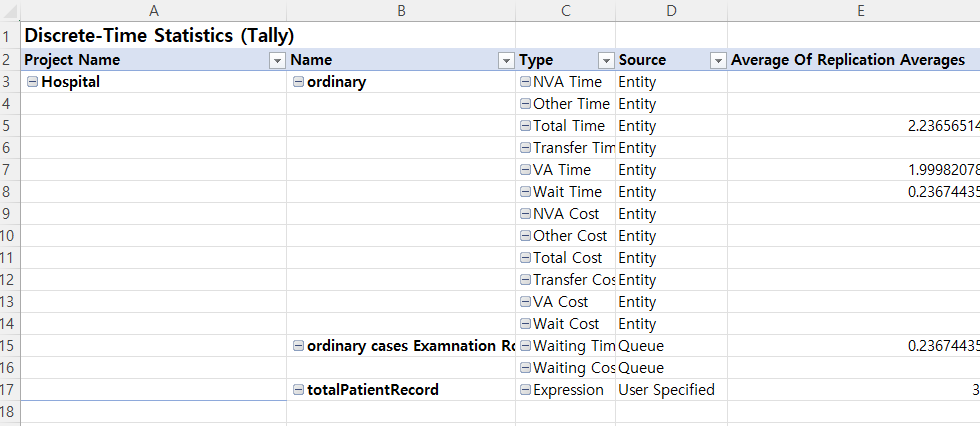 A B C D E
1 Discrete-Time Statistics (Tally)
2 Project Name Name Type Source Average Of Replication Averages
3 Hospital ordinary NVA Time Entity
4 Other Time Entity
5 Total Time Entity 2.23656514
6 Transfer Tim Entity
7 VA Time Entity 1.99982078
8 Wait Time Entity 0.23674435
9 NVA Cost Entity
10 Other Cost Entity
11 Total Cost Entity
12 Transfer Cos Entity
13 VA Cost Entity
14 Wait Cost Entity
15 ordinary cases Examnation Ro Waiting Tim Queue 0.23674435
16 Waiting Cos Queue
17 totalPatientRecord Expression User Specified 3
18